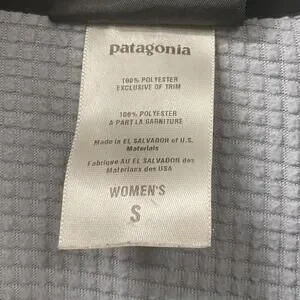 patagonia
100% POLYESTER
EXCLUSIVE OF TRIM
100% POLYESTER
A PART LA GARNITURE
Made in EL SALVADOR of U.S.
Materials
Fabriqué AU EL SALVADOR des
Materiales des USA
WOMEN'S
S